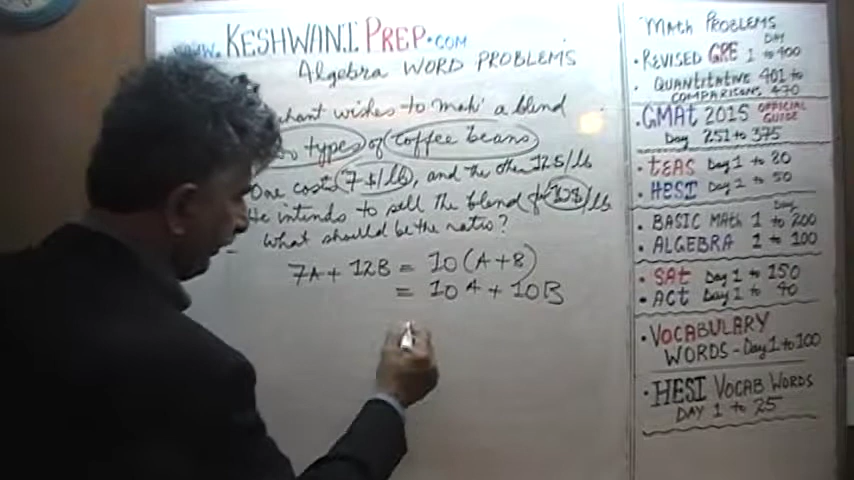 www.KESHWANI PREP.COM
Algebra WORD PROBLEMS
chant wishes to make a blend
types of coffee beans
One costs 7$/lb, and the other 12$/lb
He intends to sell the blend for 10$/lb
What should be the ratio?
7A + 12B = 10(A+B)
= 10A + 10B
MATH PROBLEMS
DAY
• REVISED GRE 1 to 400
• QUANTITATIVE 401 to
COMPARISONS 470
• GMAT 2015 OFFICIAL GUIDE
Day 251 to 375
• TEAS Day 1 to 20
• HESI Day 1 to 50
Day
• BASIC MATH 1 to 200
• ALGEBRA 1 to 100
• SAT Day 1 to 150
• ACT Day 1 to 40
• VOCABULARY
WORDS - Day 1 to 100
• HESI VOCAB WORDS
DAY 1 to 25